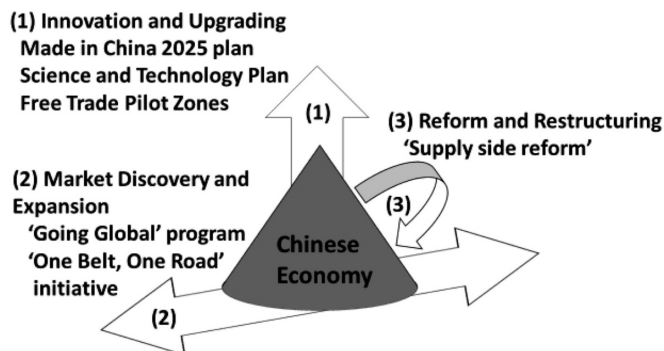 (1) Innovation and Upgrading
Made in China 2025 plan
Science and Technology Plan
Free Trade Pilot Zones
(1)
(3) Reform and Restructuring
‘Supply side reform’
(2) Market Discovery and
Expansion
‘Going Global’ program
‘One Belt, One Road’
initiative
(3)
Chinese
Economy
(2)